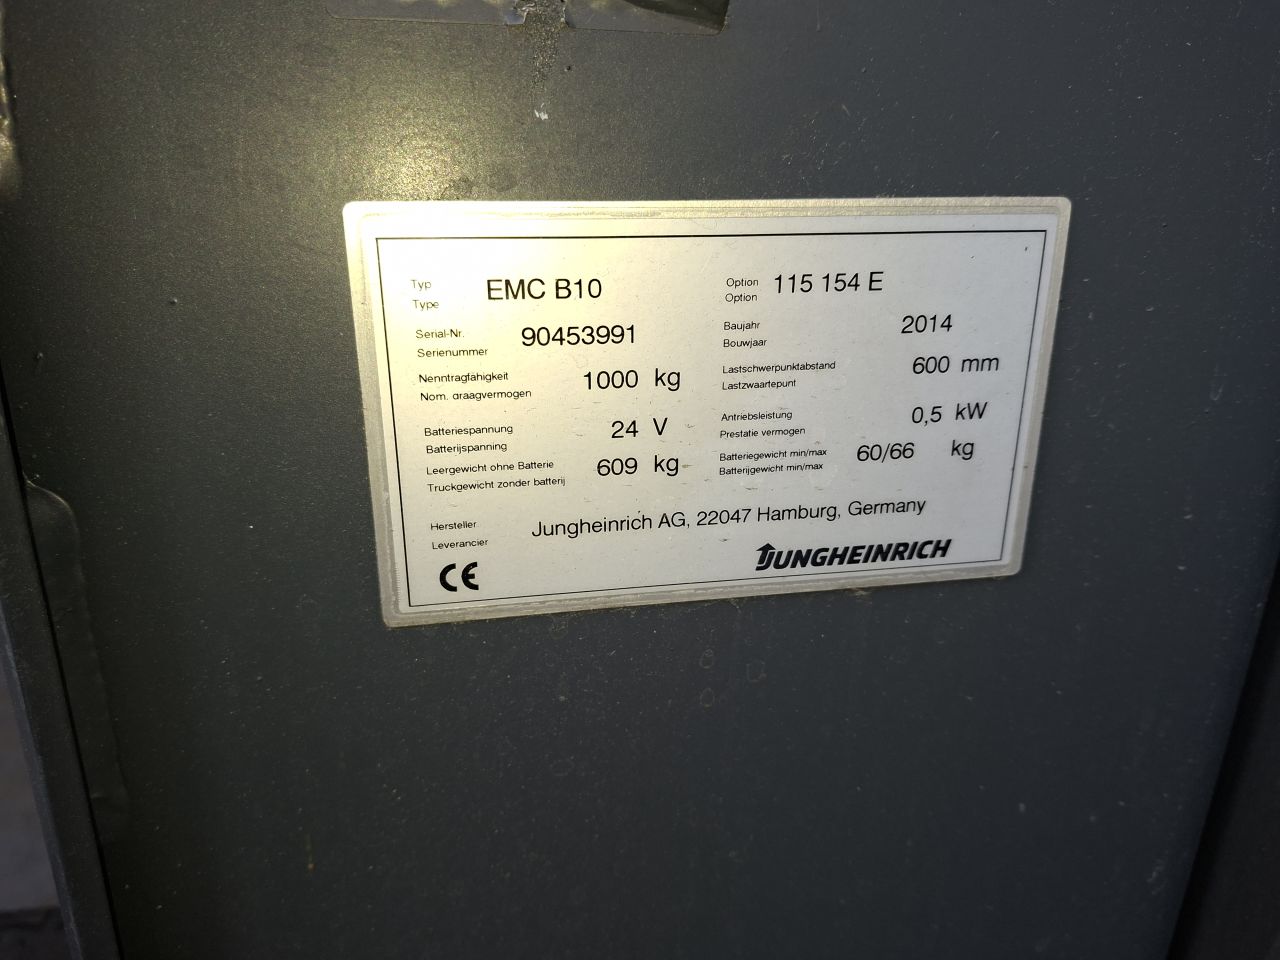 Typ
Type
EMC B10
Option
Option
115 154 E
Serial-Nr.
Serienummer
90453991
Baujahr
Bouwjaar
2014
Nenntragfähigkeit
Nom. draagvermogen
1000 kg
Lastschwerpunktabstand
Lastzwaartepunt
600 mm
Batteriespannung
Batterijspanning
24 V
Antriebsleistung
Prestatie vermogen
0,5 kW
Leergewicht ohne Batterie
Truckgewicht zonder batterij
609 kg
Batteriegewicht min/max
Batterijgewicht min/max
60/66 kg
Hersteller
Leverancier
Jungheinrich AG, 22047 Hamburg, Germany
CE
JUNGHEINRICH